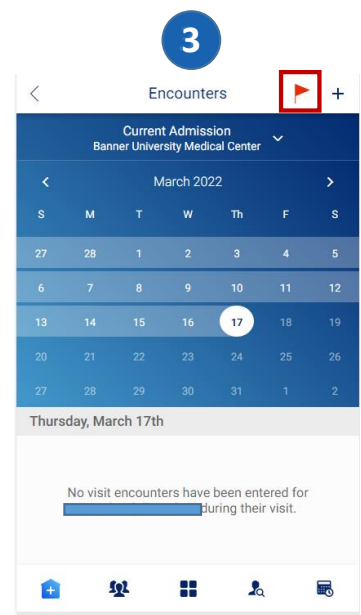 3
Encounters
Current Admission
Banner University Medical Center
March 2022
S M T W Th F S
27 28 1 2 3 4 5
6 7 8 9 10 11 12
13 14 15 16 17 18 19
20 21 22 23 24 25 26
27 28 29 30 31 1 2
Thursday, March 17th
No visit encounters have been entered for
during their visit.